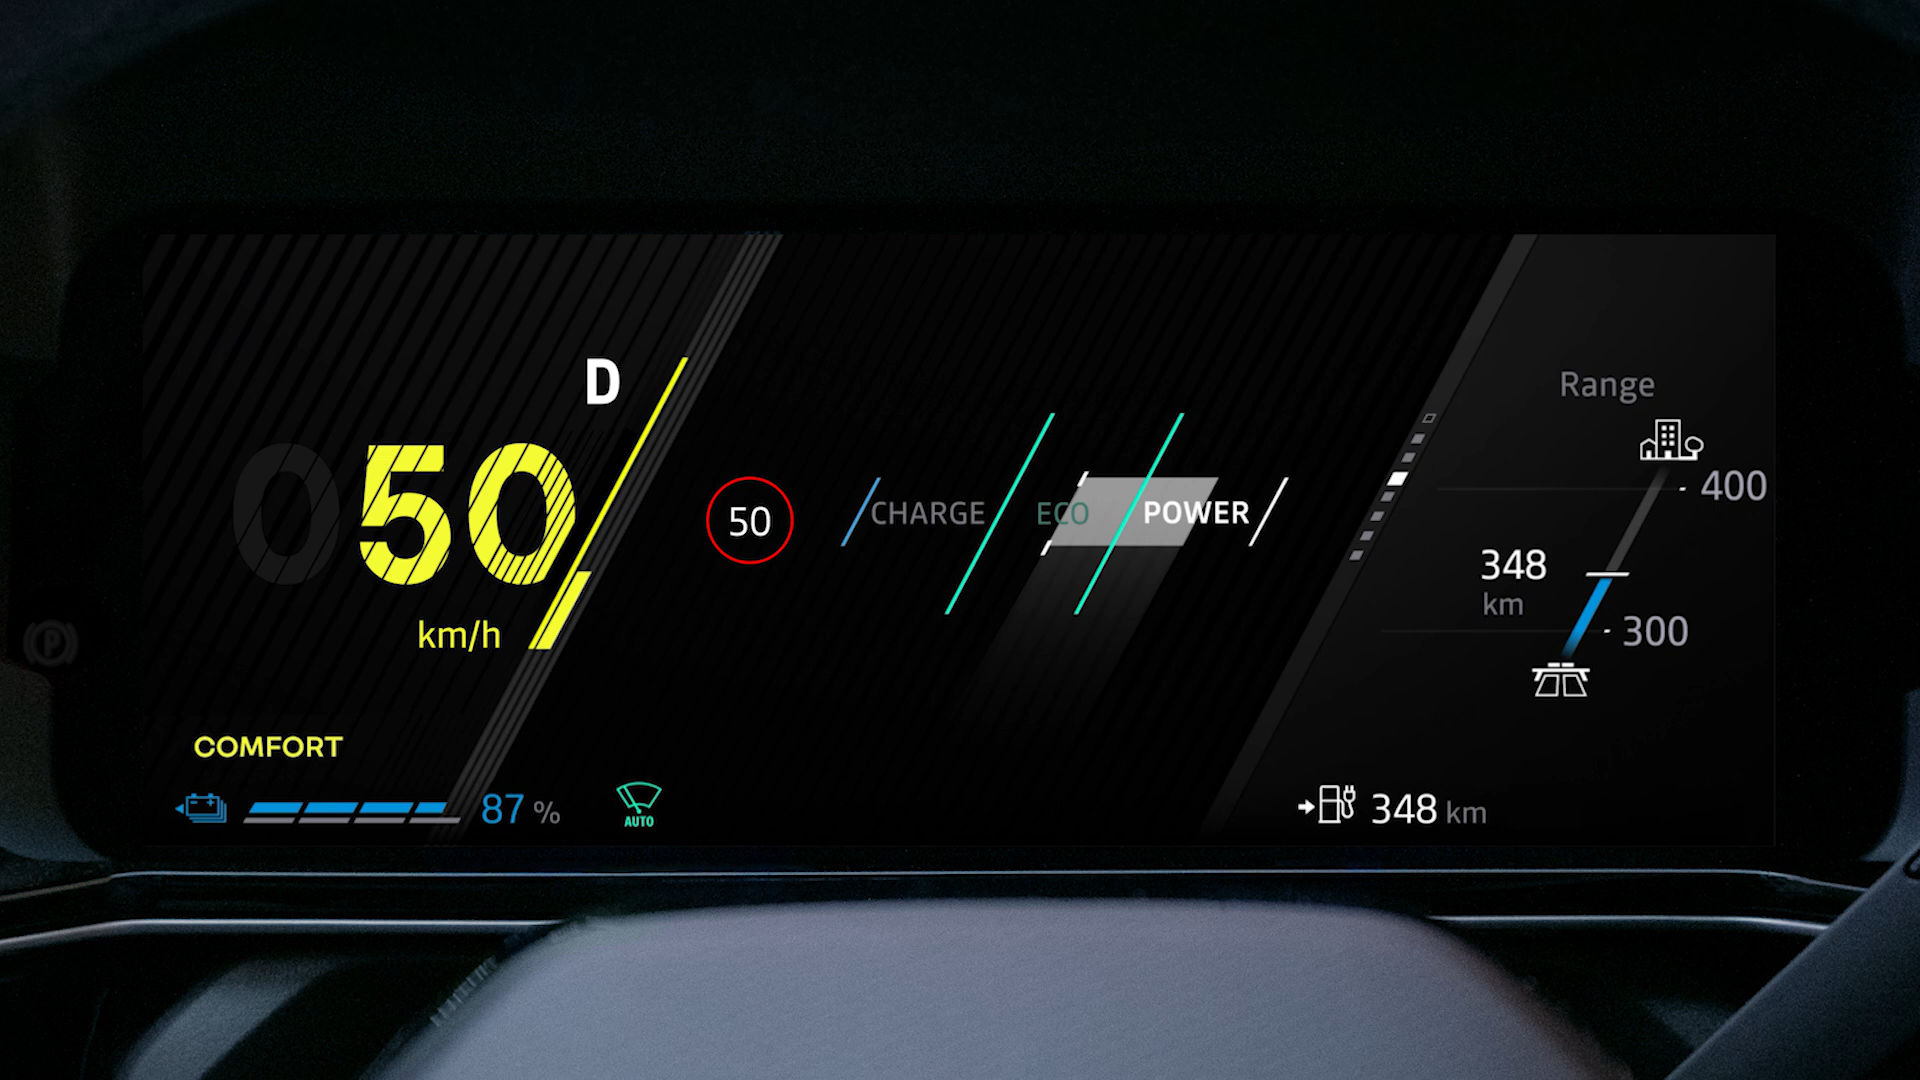 D
050
km/h
50
CHARGE
ECO
POWER
Range
400
348
km
300
COMFORT
87 %
AUTO
348 km
P